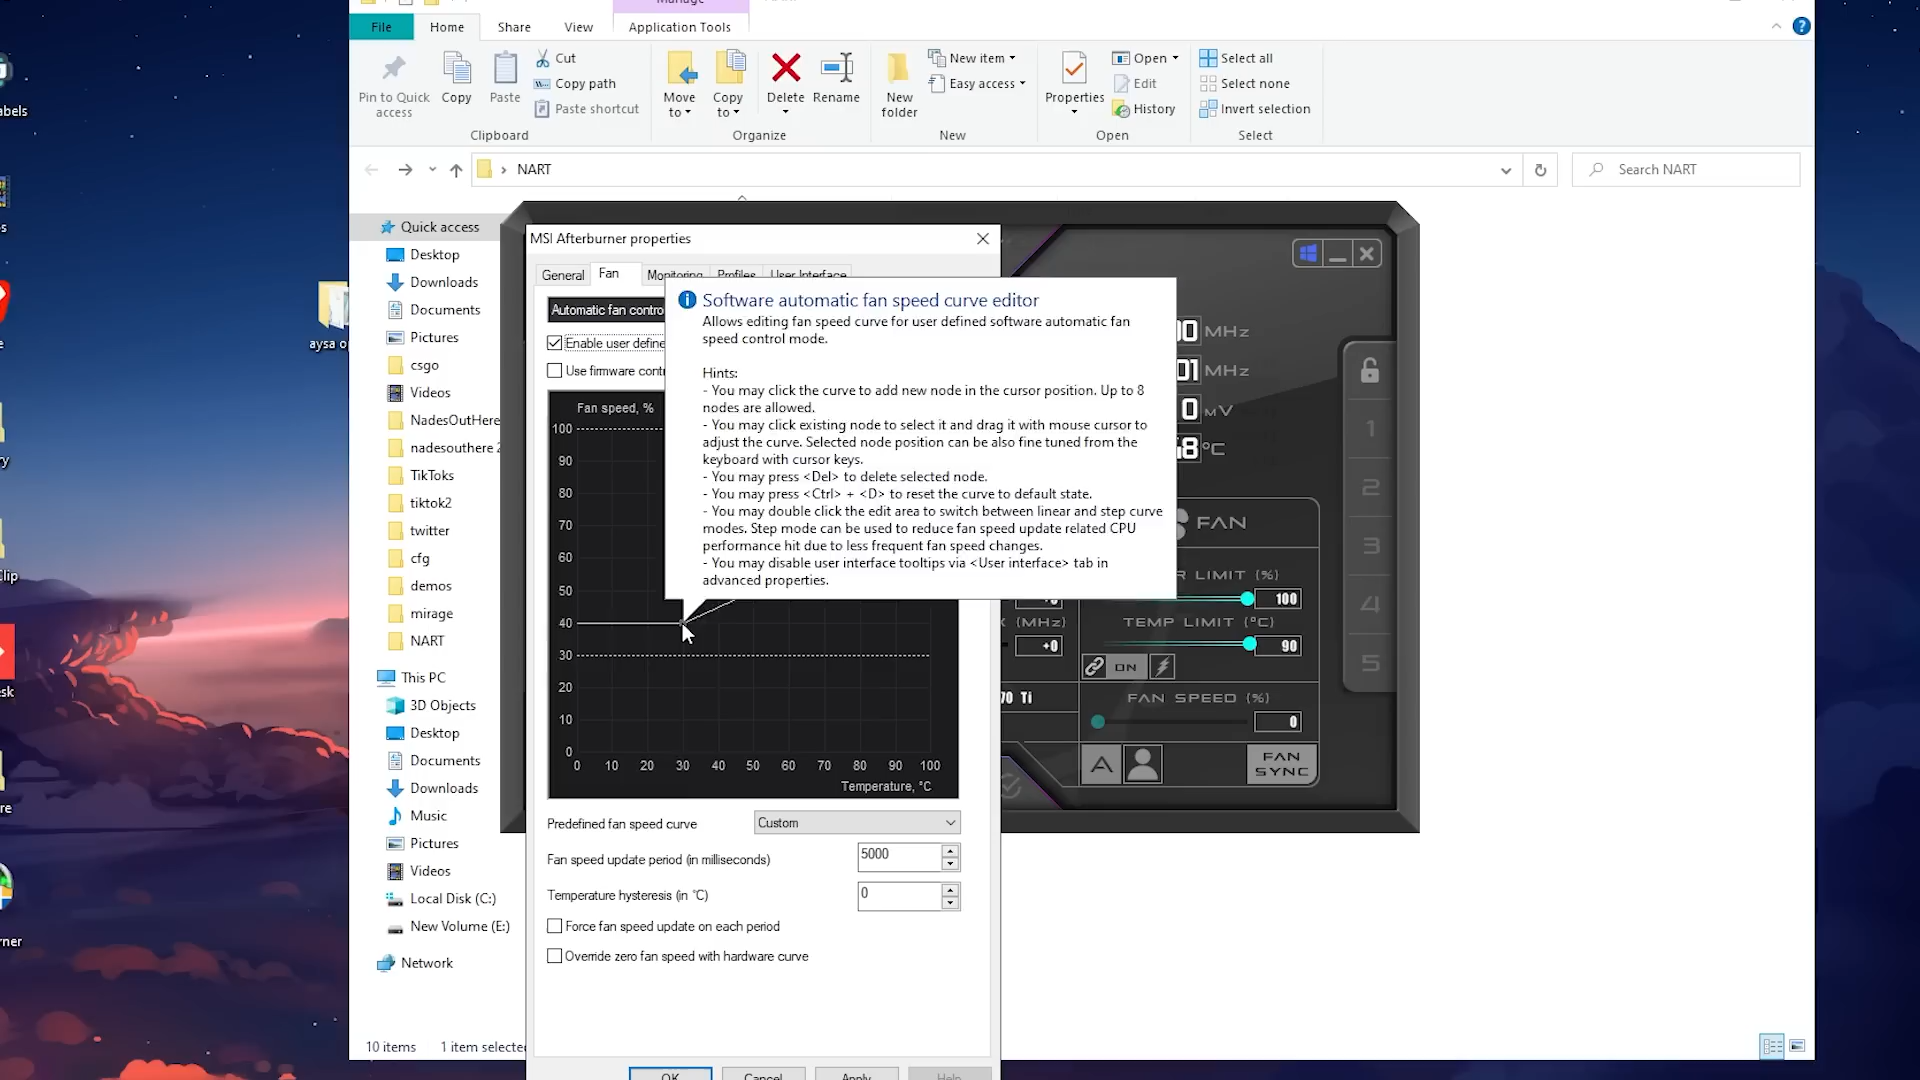 File
Home
Share
View
Application Tools
Pin to Quick access
Copy
Paste
Cut
Copy path
Paste shortcut
Clipboard
Move to
Copy to
Delete
Rename
Organize
New folder
New item
Easy access
New
Properties
Open
Edit
History
Open
Select all
Select none
Invert selection
Select
NART
Search NART
Quick access
Desktop
Downloads
Documents
Pictures
csgo
Videos
NadesOutHere
nadesouthere 2
TikToks
tiktok2
twitter
cfg
demos
mirage
NART
This PC
3D Objects
Desktop
Documents
Downloads
Music
Pictures
Videos
Local Disk (C:)
New Volume (E:)
Network
10 items
1 item selected
MSI Afterburner properties
General
Fan
Monitoring
Profiles
User Interface
Automatic fan contro
Enable user define
Use firmware contr
Software automatic fan speed curve editor
Allows editing fan speed curve for user defined software automatic fan
speed control mode.
Hints:
- You may click the curve to add new node in the cursor position. Up to 8
nodes are allowed.
- You may click existing node to select it and drag it with mouse cursor to
adjust the curve. Selected node position can be also fine tuned from the
keyboard with cursor keys.
- You may press <Del> to delete selected node.
- You may press <Ctrl> + <D> to reset the curve to default state.
- You may double click the edit area to switch between linear and step curve
modes. Step mode can be used to reduce fan speed update related CPU
performance hit due to less frequent fan speed changes.
- You may disable user interface tooltips via <User interface> tab in
advanced properties.
Fan speed, %
100
90
80
70
60
50
40
30
20
10
0
0 10 20 30 40 50 60 70 80 90 100
Temperature, °C
Predefined fan speed curve
Custom
Fan speed update period (in milliseconds)
5000
Temperature hysteresis (in °C)
0
Force fan speed update on each period
Override zero fan speed with hardware curve
OK
Cancel
Apply
Help
MHz
MHz
0 mV
°C
FAN
R LIMIT (%)
100
TEMP LIMIT (°C)
90
(MHz)
+0
ON
70 Ti
FAN SPEED (%)
0
A
FAN
SYNC
1
2
3
4
5